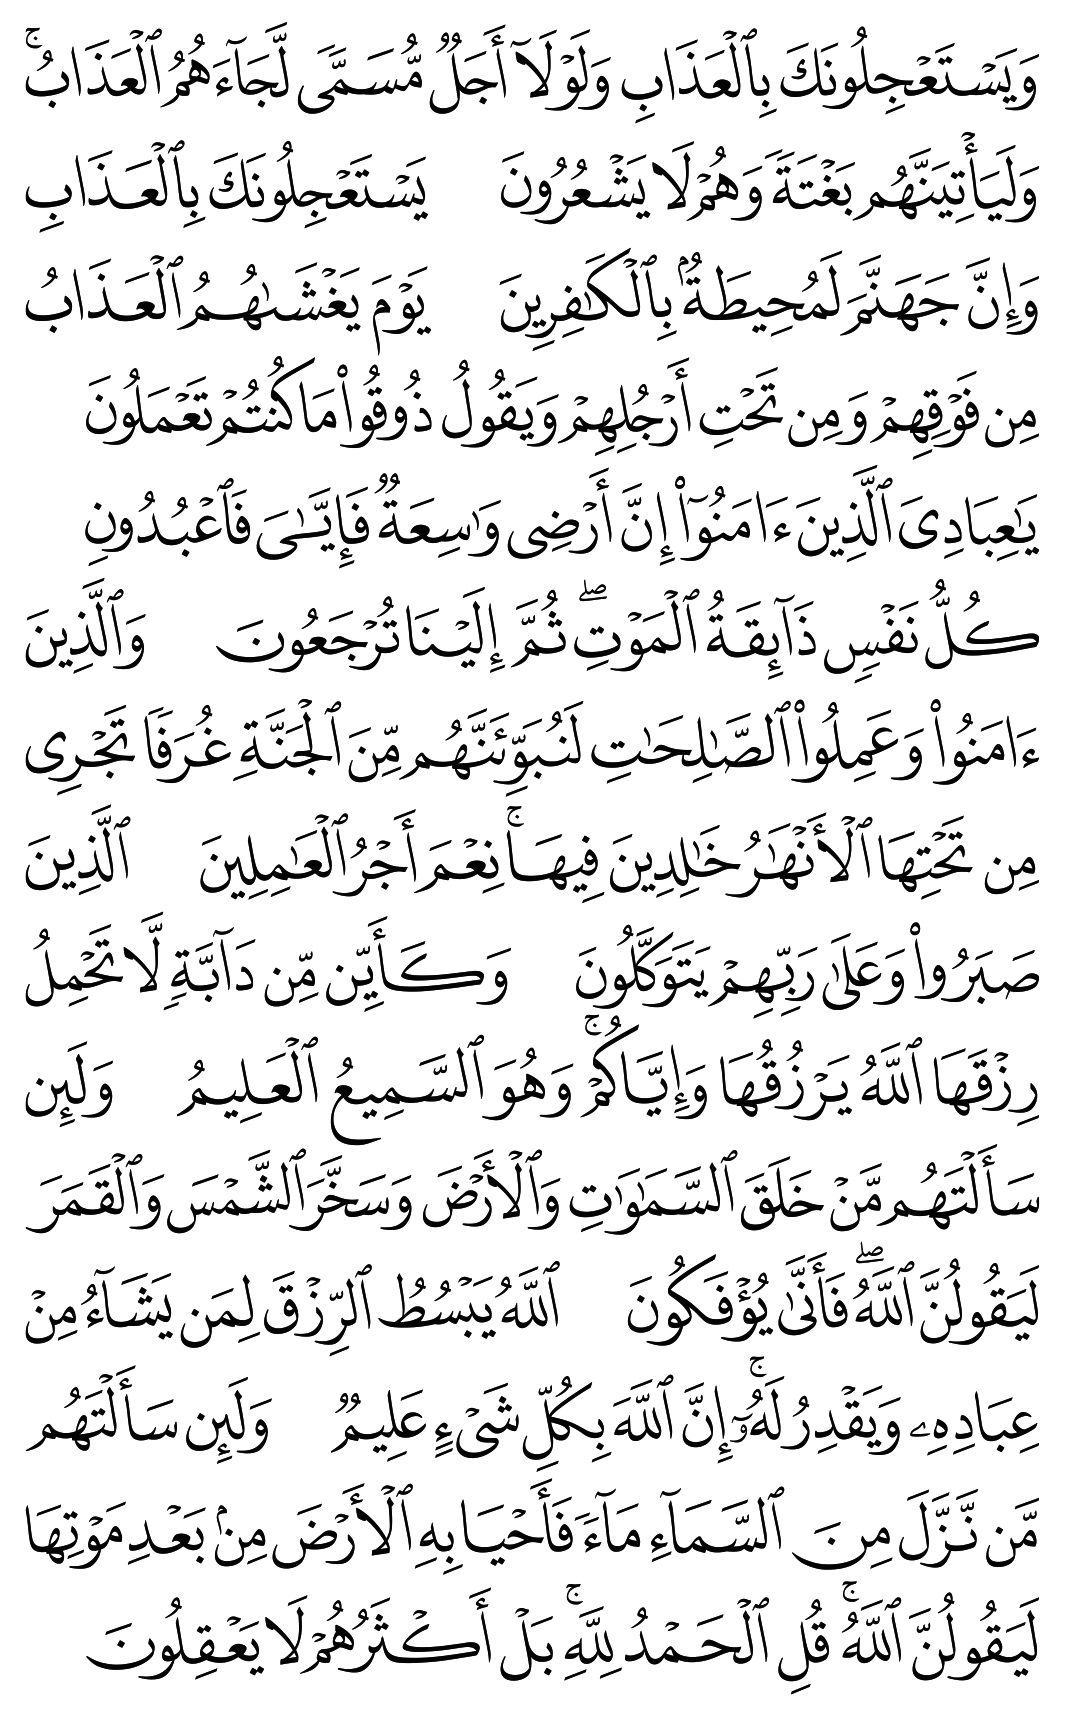 وَيَسۡتَعۡجِلُونَكَ بِٱلۡعَذَابِ وَلَوۡلَآ أَجَلٞ مُّسَمّٗى لَّجَآءَهُمُ ٱلۡعَذَابُۚ
وَلَيَأۡتِيَنَّهُم بَغۡتَةٗ وَهُمۡ لَا يَشۡعُرُونَ يَسۡتَعۡجِلُونَكَ بِٱلۡعَذَابِ
وَإِنَّ جَهَنَّمَ لَمُحِيطَةُۢ بِٱلۡكَٰفِرِينَ يَوۡمَ يَغۡشَىٰهُمُ ٱلۡعَذَابُ
مِن فَوۡقِهِمۡ وَمِن تَحۡتِ أَرۡجُلِهِمۡ وَيَقُولُ ذُوقُواْ مَا كُنتُمۡ تَعۡمَلُونَ
يَٰعِبَادِيَ ٱلَّذِينَ ءَامَنُوٓاْ إِنَّ أَرۡضِي وَٰسِعَةٞ فَإِيَّٰيَ فَٱعۡبُدُونِ
كُلُّ نَفۡسٖ ذَآئِقَةُ ٱلۡمَوۡتِۖ ثُمَّ إِلَيۡنَا تُرۡجَعُونَ وَٱلَّذِينَ
ءَامَنُواْ وَعَمِلُواْ ٱلصَّٰلِحَٰتِ لَنُبَوِّئَنَّهُم مِّنَ ٱلۡجَنَّةِ غُرَفٗا تَجۡرِي
مِن تَحۡتِهَا ٱلۡأَنۡهَٰرُ خَٰلِدِينَ فِيهَاۚ نِعۡمَ أَجۡرُ ٱلۡعَٰمِلِينَ ٱلَّذِينَ
صَبَرُواْ وَعَلَىٰ رَبِّهِمۡ يَتَوَكَّلُونَ وَكَأَيِّن مِّن دَآبَّةٖ لَّا تَحۡمِلُ
رِزۡقَهَا ٱللَّهُ يَرۡزُقُهَا وَإِيَّاكُمۡۚ وَهُوَ ٱلسَّمِيعُ ٱلۡعَلِيمُ وَلَئِن
سَأَلۡتَهُم مَّنۡ خَلَقَ ٱلسَّمَٰوَٰتِ وَٱلۡأَرۡضَ وَسَخَّرَ ٱلشَّمۡسَ وَٱلۡقَمَرَ
لَيَقُولُنَّ ٱللَّهُۖ فَأَنَّىٰ يُؤۡفَكُونَ ٱللَّهُ يَبۡسُطُ ٱلرِّزۡقَ لِمَن يَشَآءُ مِنۡ
عِبَادِهِۦ وَيَقۡدِرُ لَهُۥٓۚ إِنَّ ٱللَّهَ بِكُلِّ شَيۡءٍ عَلِيمٞ وَلَئِن سَأَلۡتَهُم
مَّن نَّزَّلَ مِنَ ٱلسَّمَآءِ مَآءٗ فَأَحۡيَا بِهِ ٱلۡأَرۡضَ مِنۢ بَعۡدِ مَوۡتِهَا
لَيَقُولُنَّ ٱللَّهُۚ قُلِ ٱلۡحَمۡدُ لِلَّهِۚ بَلۡ أَكۡثَرُهُمۡ لَا يَعۡقِلُونَ